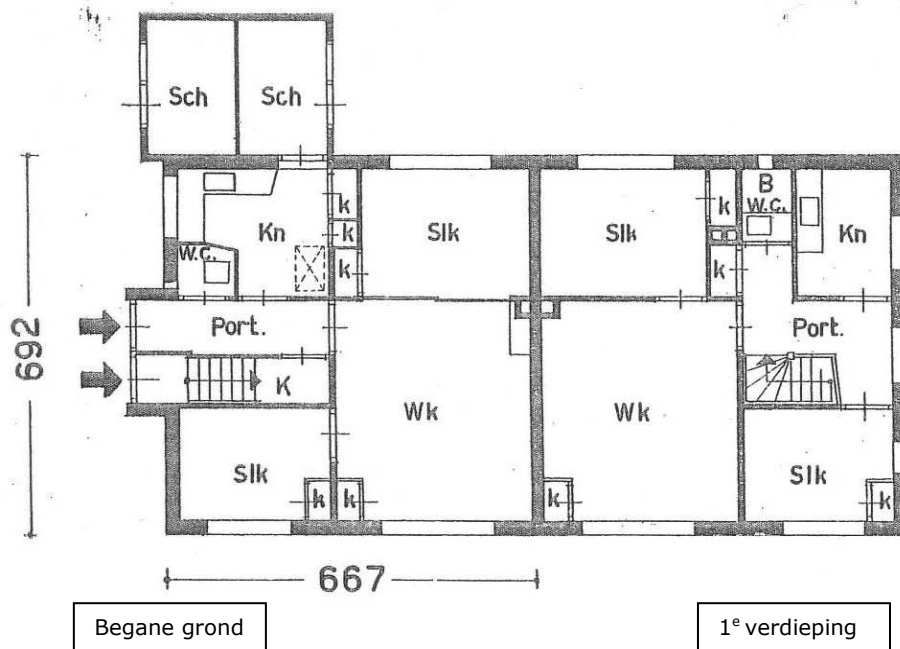 Sch Sch
B
k W.C. k
Kn Slk Slk k Kn
k
W.C. k k
Port. Port.
692
K
Wk Wk
Slk Slk
k k k k
667
Begane grond 1e verdieping